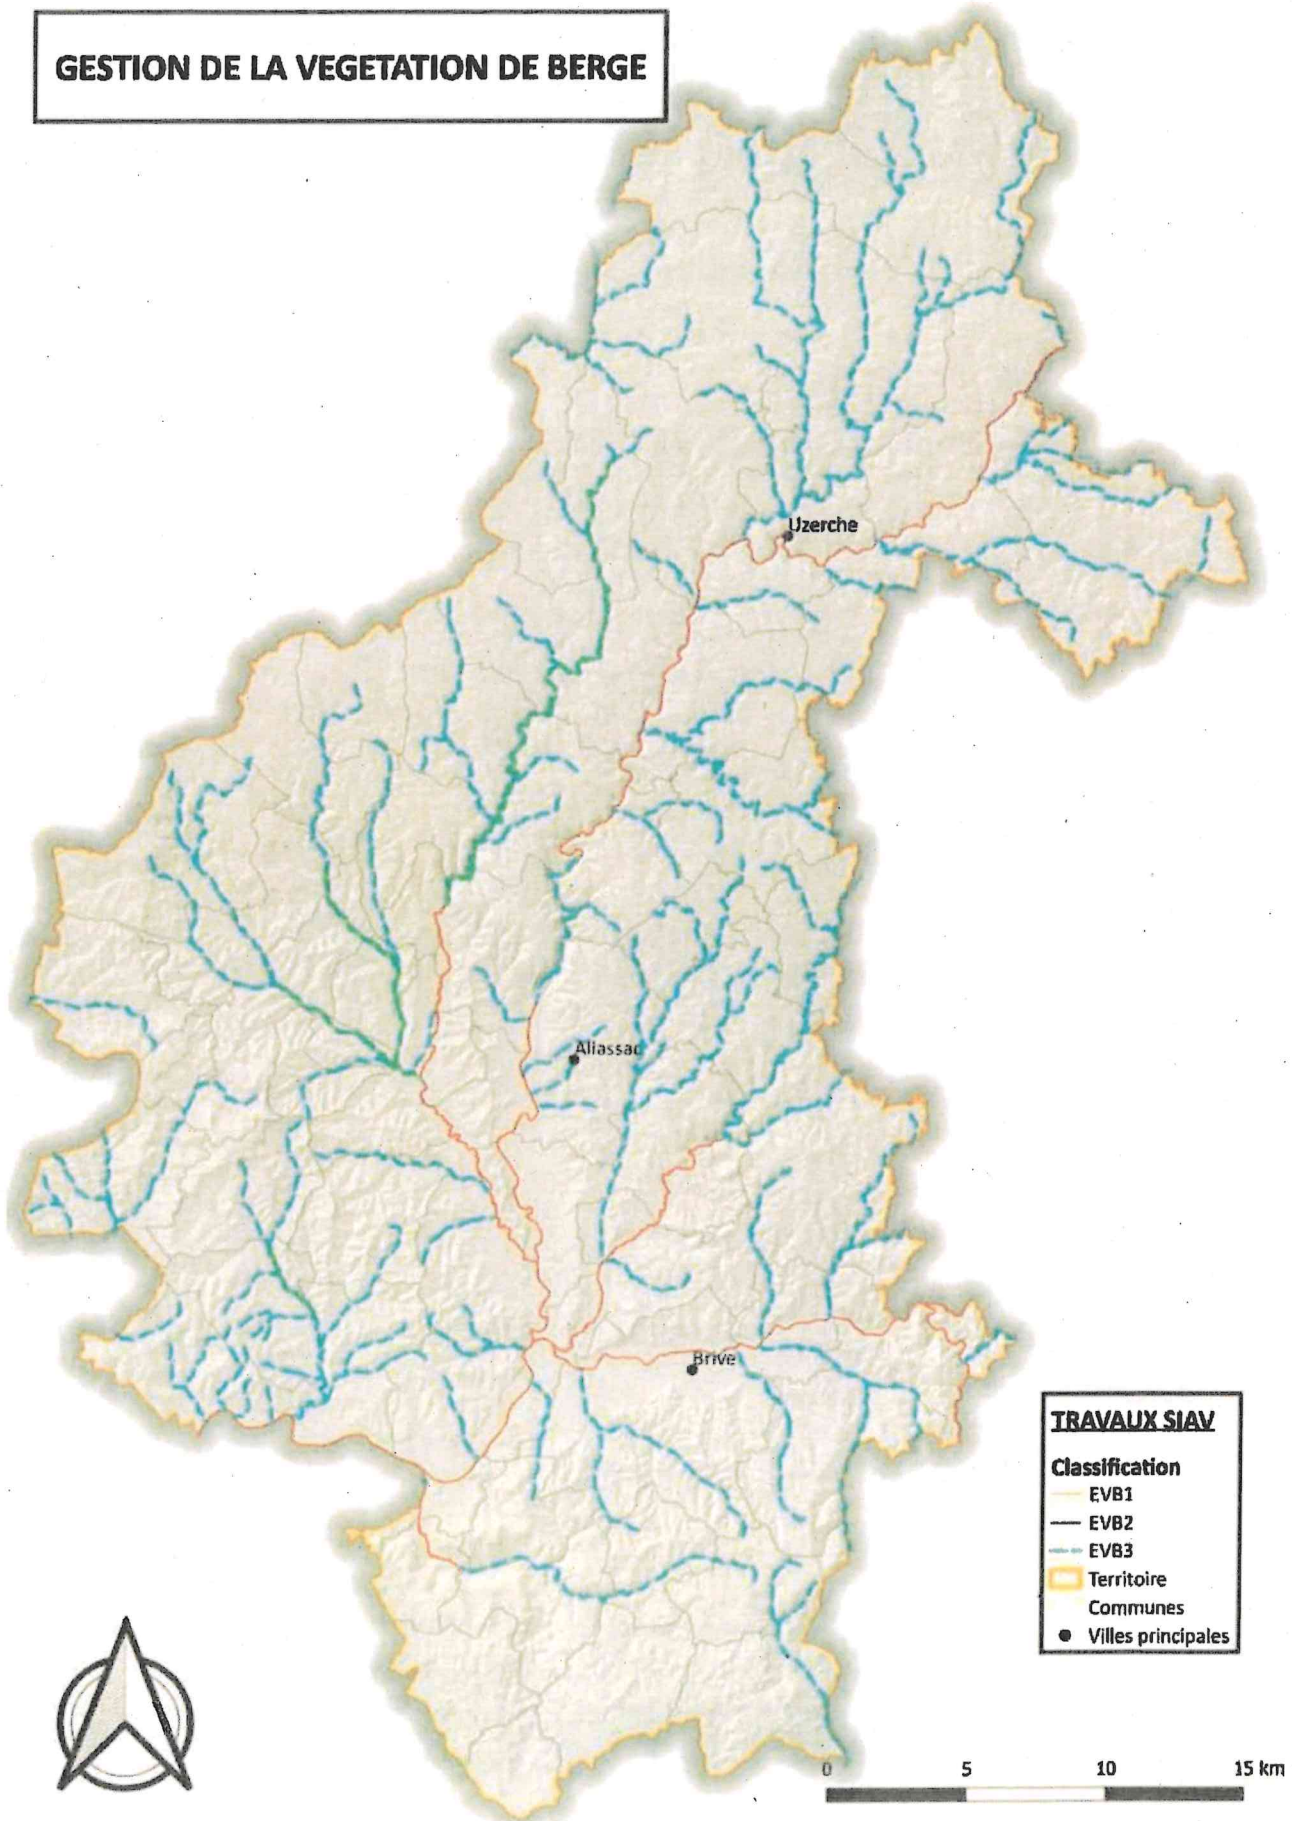 GESTION DE LA VEGETATION DE BERGE
Uzerche
Allassac
Brive
TRAVAUX SIAV
Classification
EVB1
EVB2
EVB3
Territoire
Communes
Villes principales
0 5 10 15 km